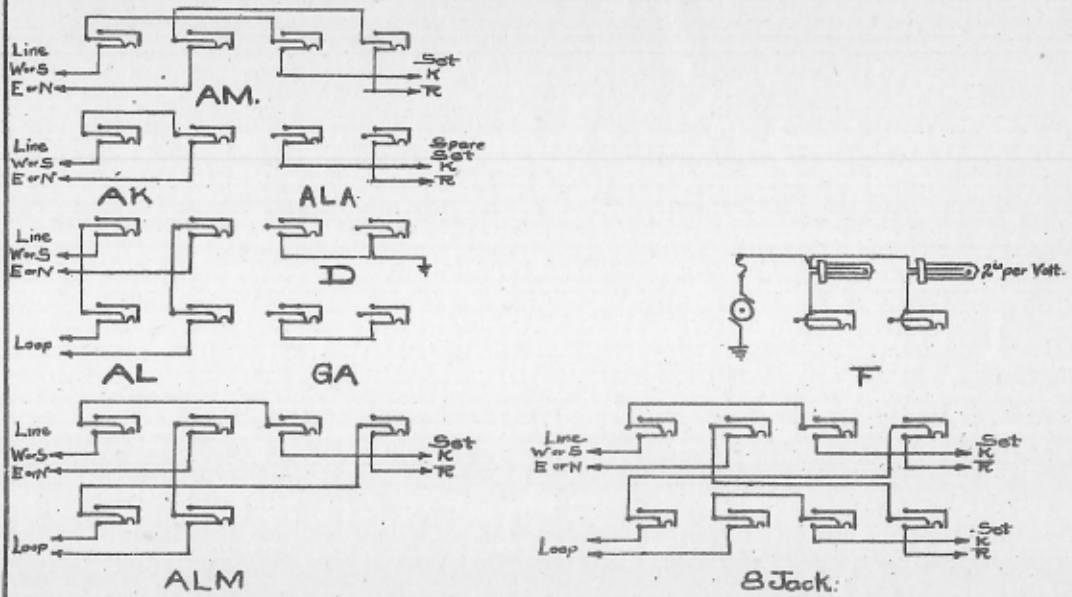 Line
W or S
E or N
Set
K
R
AM.
Line
W or S
E or N
Spare
Set
K
R
AK
ALA
Line
W or S
E or N
D
2ω per Volt.
Loop
AL
GA
T
Line
W or S
E or N
Set
K
R
Line
W or S
E or N
Set
K
R
Loop
Loop
Set
K
R
ALM
8 Jack.